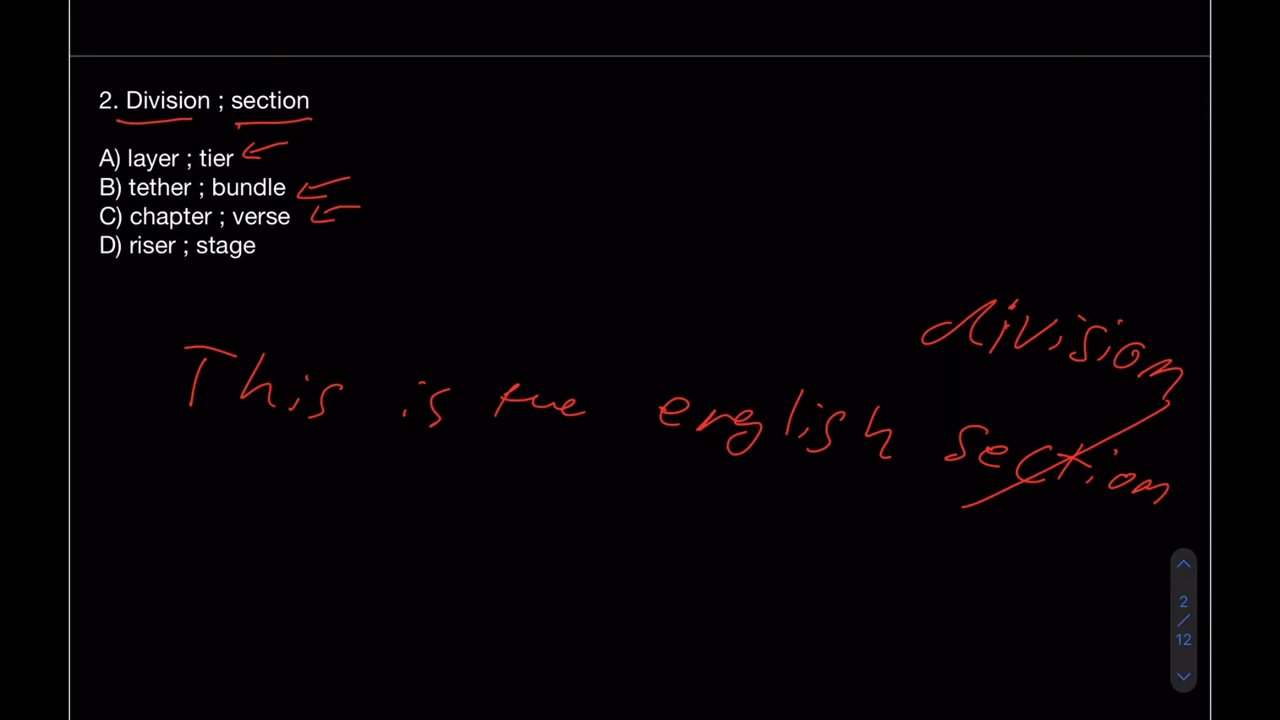 2. Division ; section
A) layer ; tier
B) tether ; bundle
C) chapter ; verse
D) riser ; stage
division
This is the english section
2
/
12